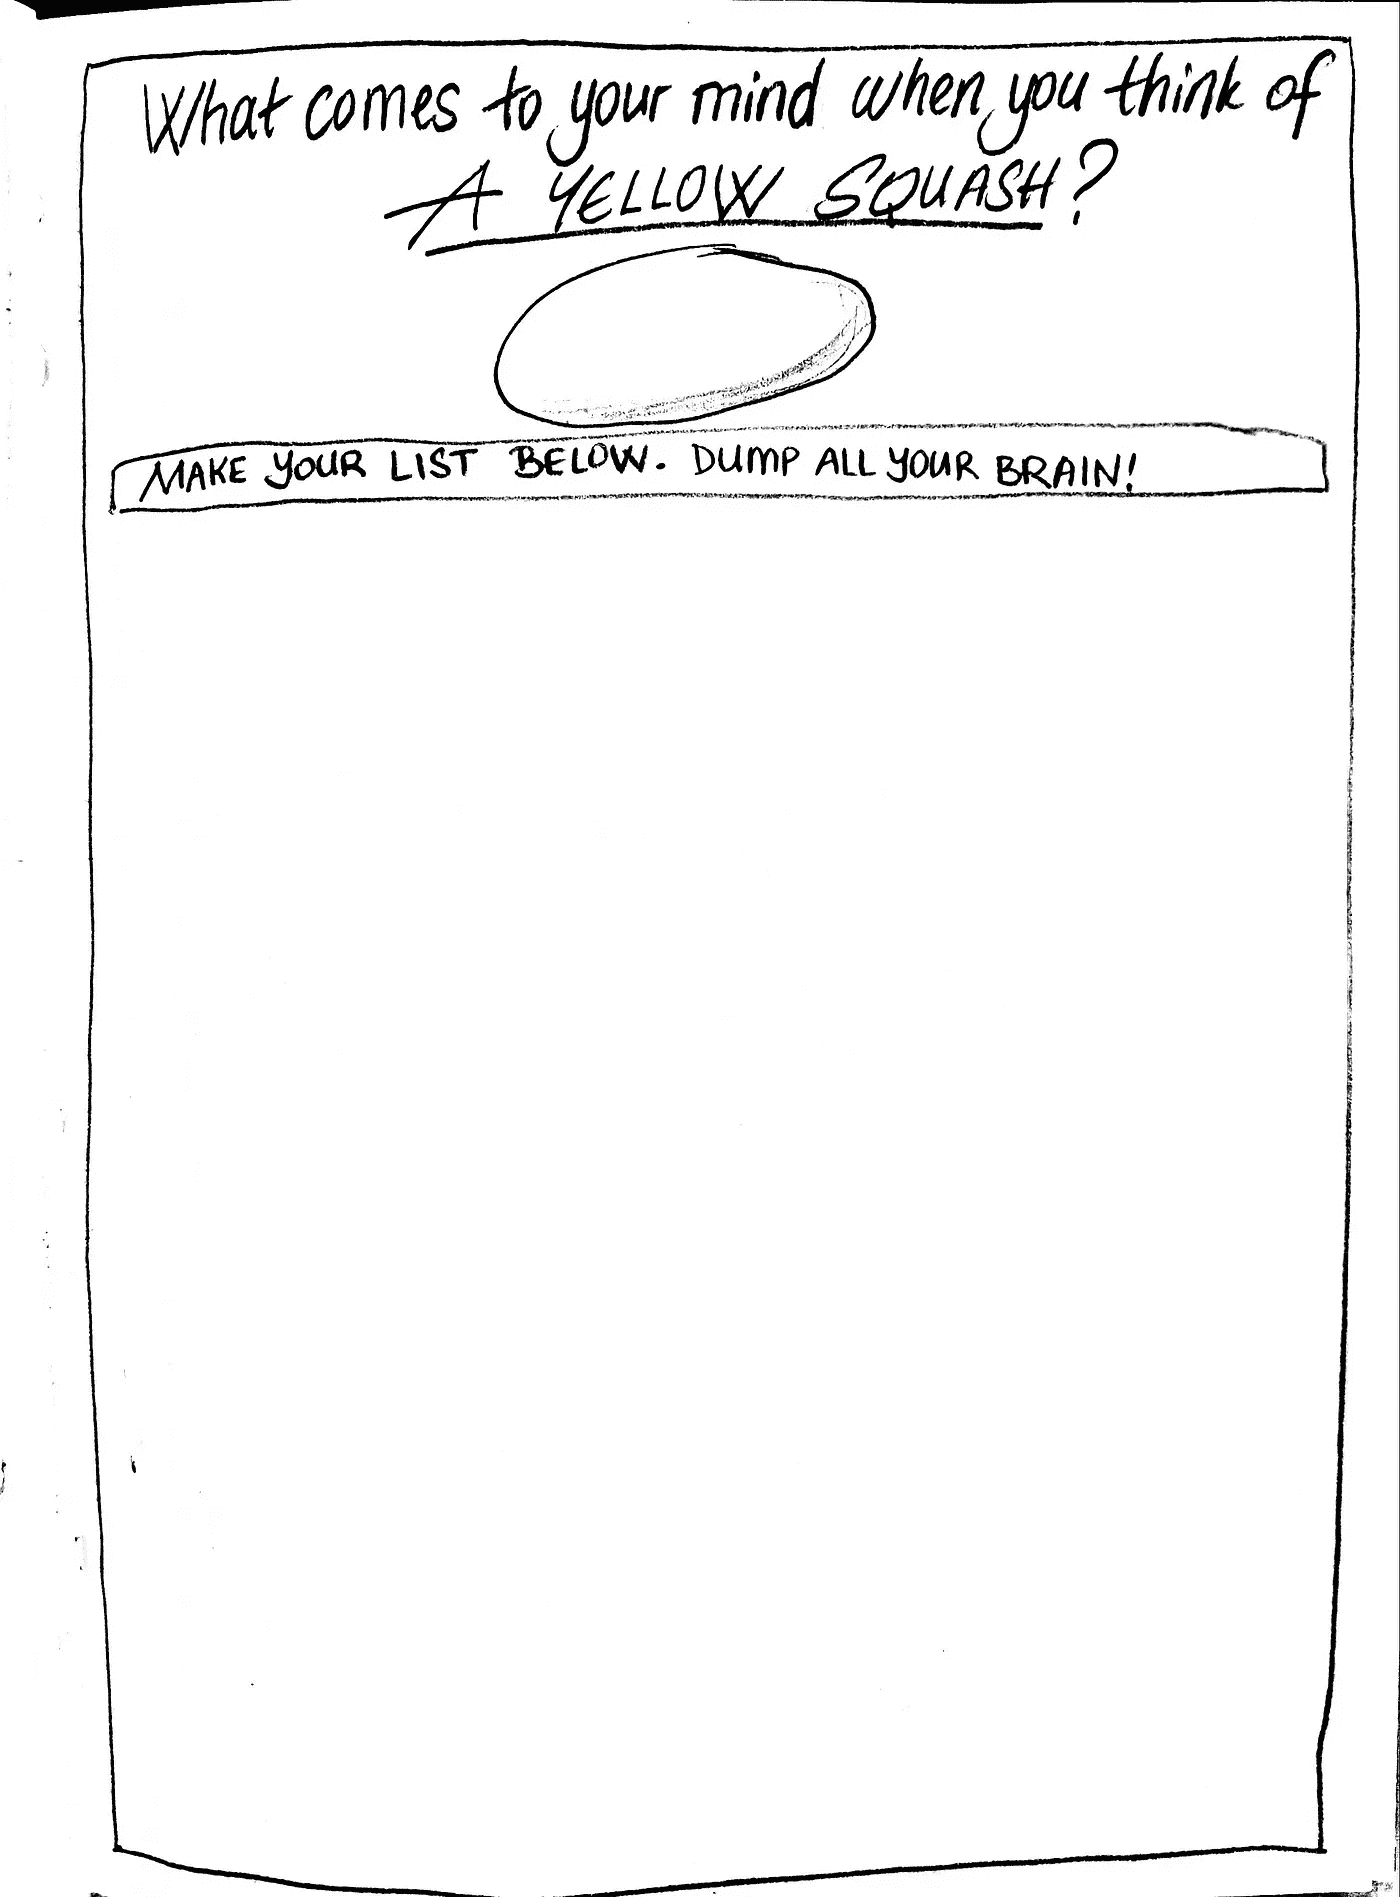 What comes to your mind when you think of
A YELLOW SQUASH?
MAKE YOUR LIST BELOW. DUMP ALL YOUR BRAIN!